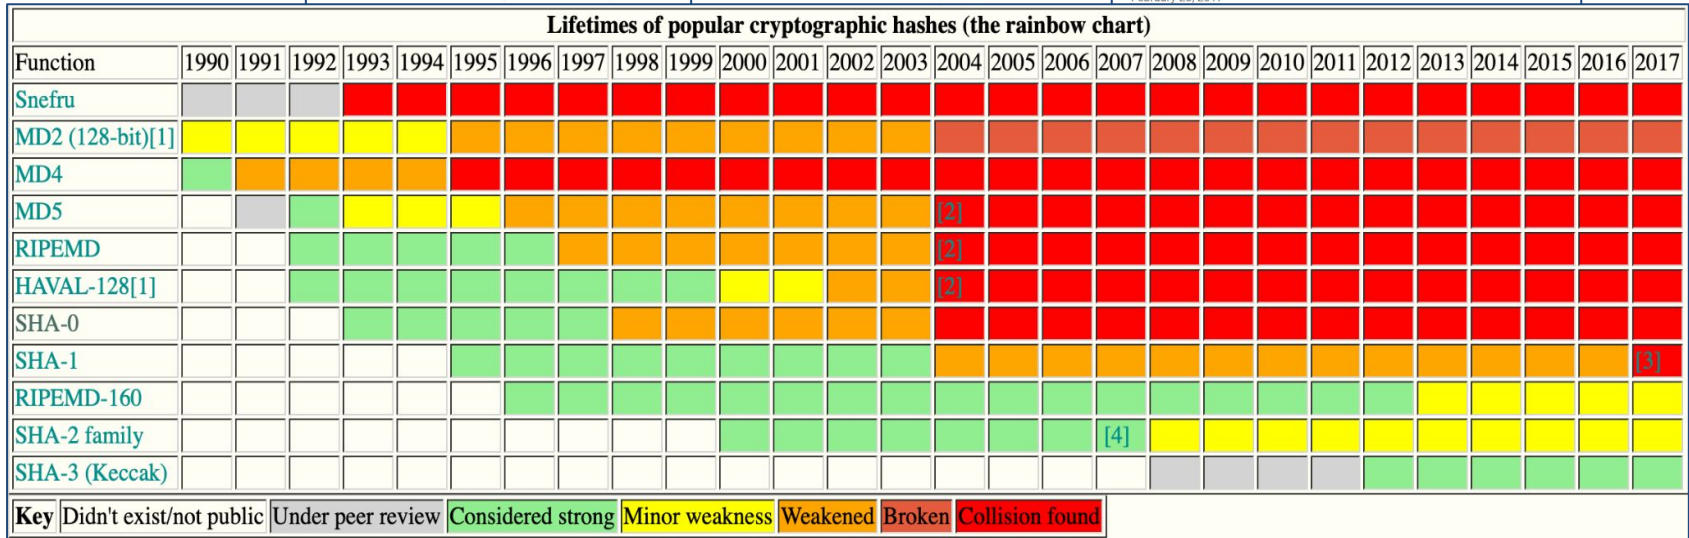 February 23, 2017
Lifetimes of popular cryptographic hashes (the rainbow chart)
Function 1990 1991 1992 1993 1994 1995 1996 1997 1998 1999 2000 2001 2002 2003 2004 2005 2006 2007 2008 2009 2010 2011 2012 2013 2014 2015 2016 2017
Snefru
MD2 (128-bit)[1]
MD4
MD5 [2]
RIPEMD [2]
HAVAL-128[1] [2]
SHA-0
SHA-1 [3]
RIPEMD-160
SHA-2 family [4]
SHA-3 (Keccak)
Key Didn't exist/not public Under peer review Considered strong Minor weakness Weakened Broken Collision found